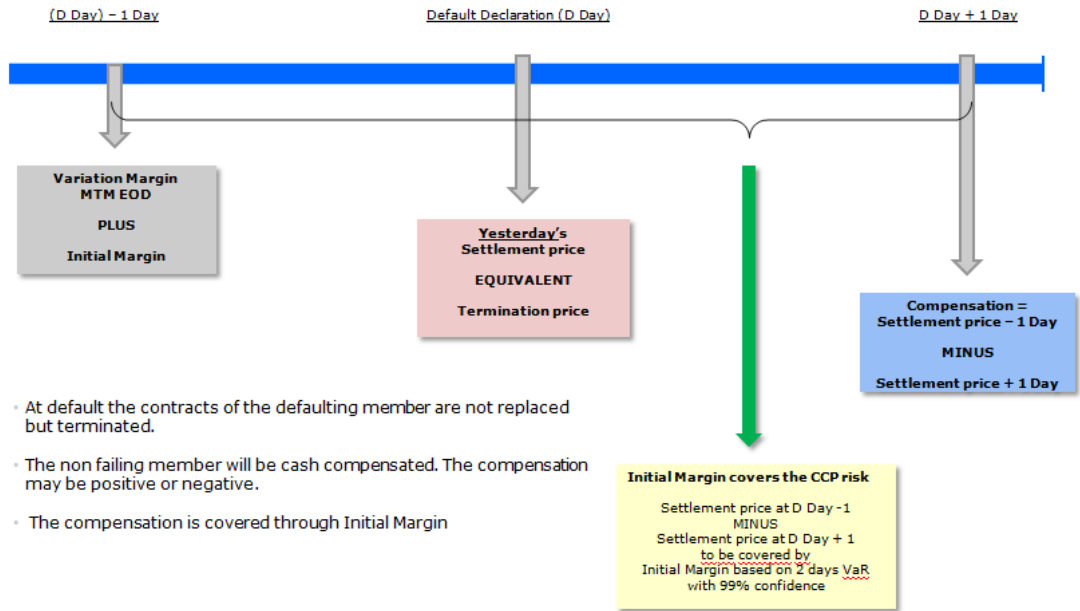 (D Day) – 1 Day
Default Declaration (D Day)
D Day + 1 Day
Variation Margin
MTM EOD
PLUS
Initial Margin
Yesterday's
Settlement price
EQUIVALENT
Termination price
Compensation =
Settlement price – 1 Day
MINUS
Settlement price + 1 Day
• At default the contracts of the defaulting member are not replaced
but terminated.
• The non failing member will be cash compensated. The compensation
may be positive or negative.
• The compensation is covered through Initial Margin
Initial Margin covers the CCP risk
Settlement price at D Day -1
MINUS
Settlement price at D Day + 1
to be covered by
Initial Margin based on 2 days VaR
with 99% confidence